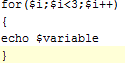 for($i;$i<3;$i++)
{
echo $variable
}